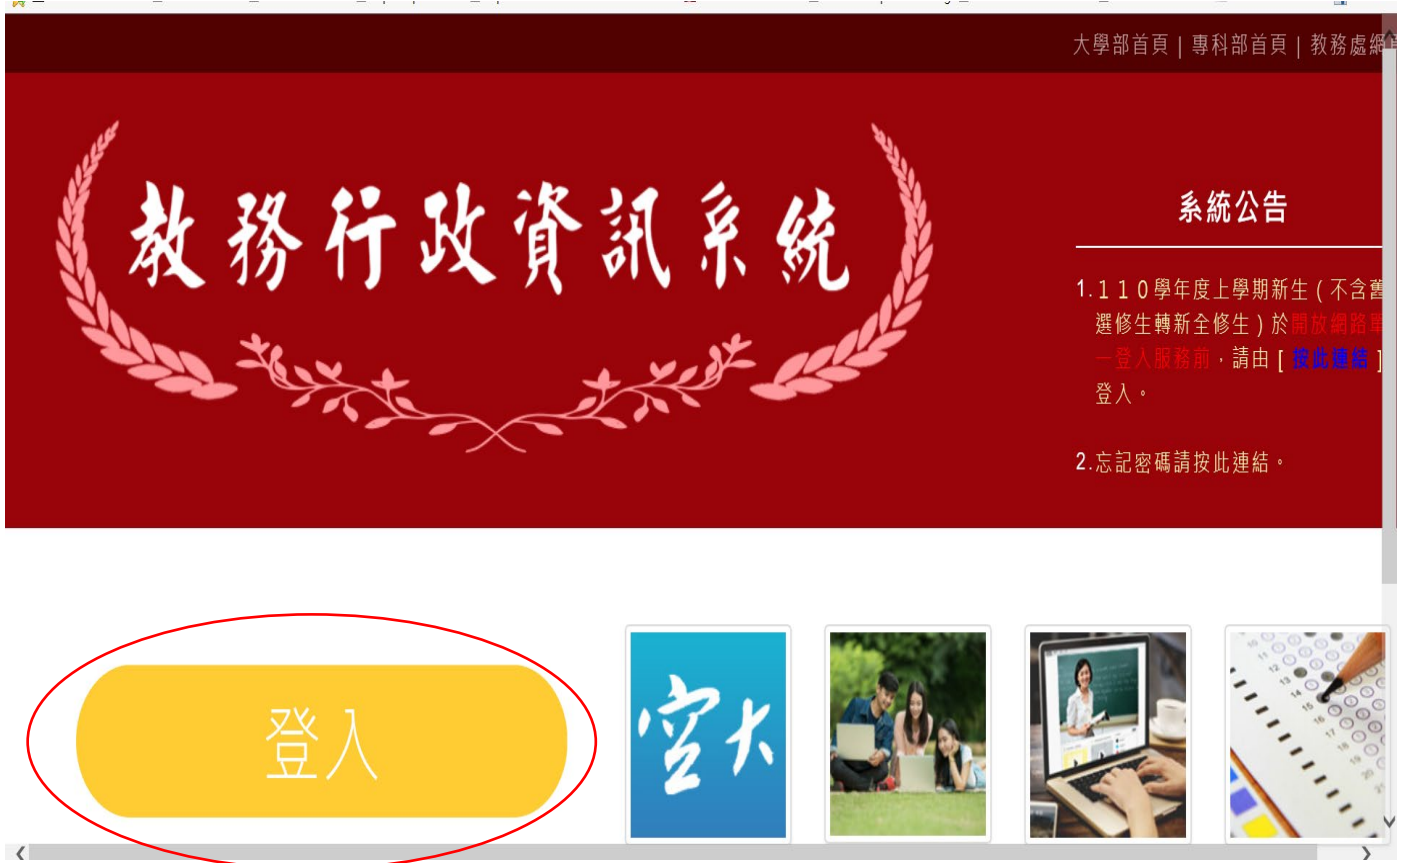 大學部首頁 | 專科部首頁 | 教務處網
教務行政資訊系統
系統公告
1.１１０學年度上學期新生(不含舊
選修生轉新全修生)於開放網路單
一登入服務前，請由[按此連結]
登入。
2.忘記密碼請按此連結。
登入
空大